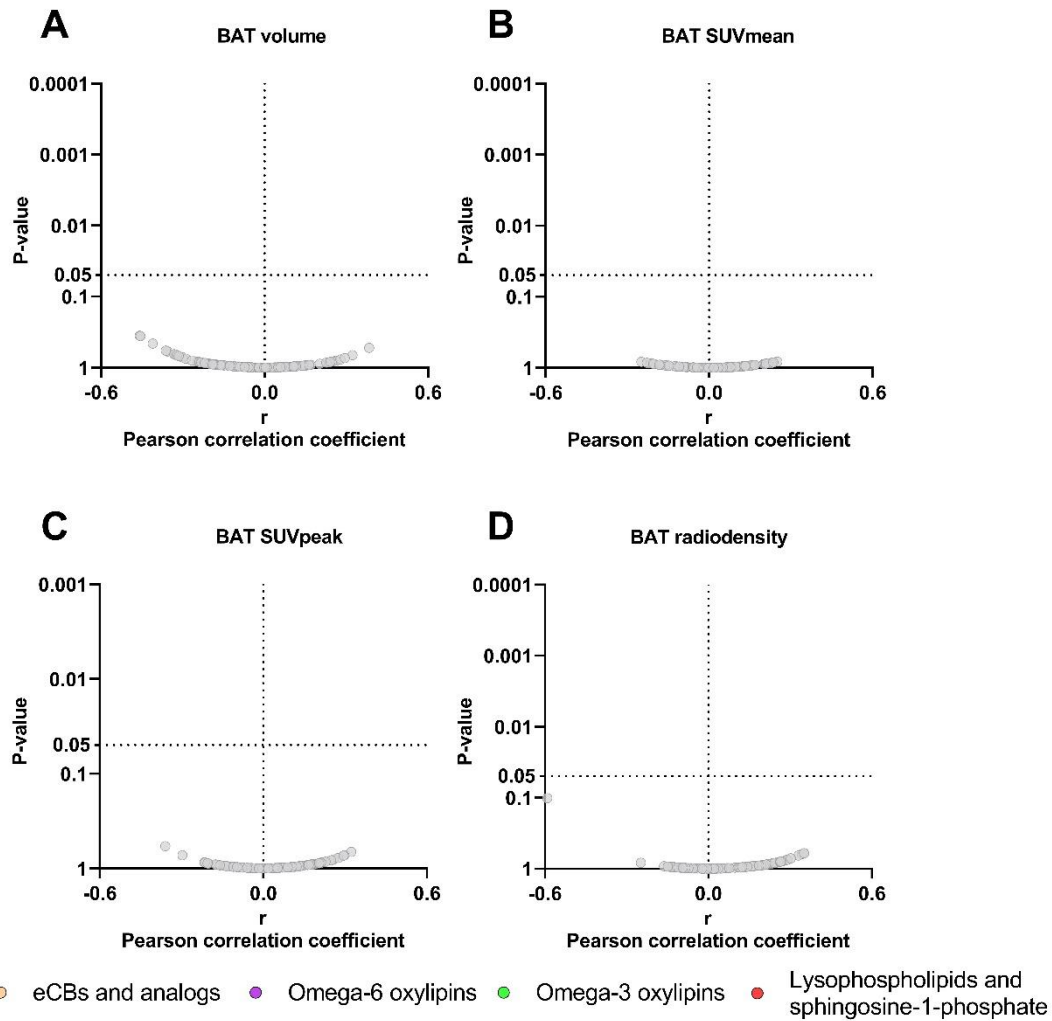 A
BAT volume
0.0001
0.001
0.01
0.05
0.1
1
P-value
-0.6 0.0 0.6
r
Pearson correlation coefficient
B
BAT SUVmean
0.0001
0.001
0.01
0.05
0.1
1
P-value
-0.6 0.0 0.6
r
Pearson correlation coefficient
C
BAT SUVpeak
0.001
0.01
0.05
0.1
1
P-value
-0.6 0.0 0.6
r
Pearson correlation coefficient
D
BAT radiodensity
0.0001
0.001
0.01
0.05
0.1
1
P-value
-0.6 0.0 0.6
r
Pearson correlation coefficient
eCBs and analogs Omega-6 oxylipins Omega-3 oxylipins Lysophospholipids and
sphingosine-1-phosphate